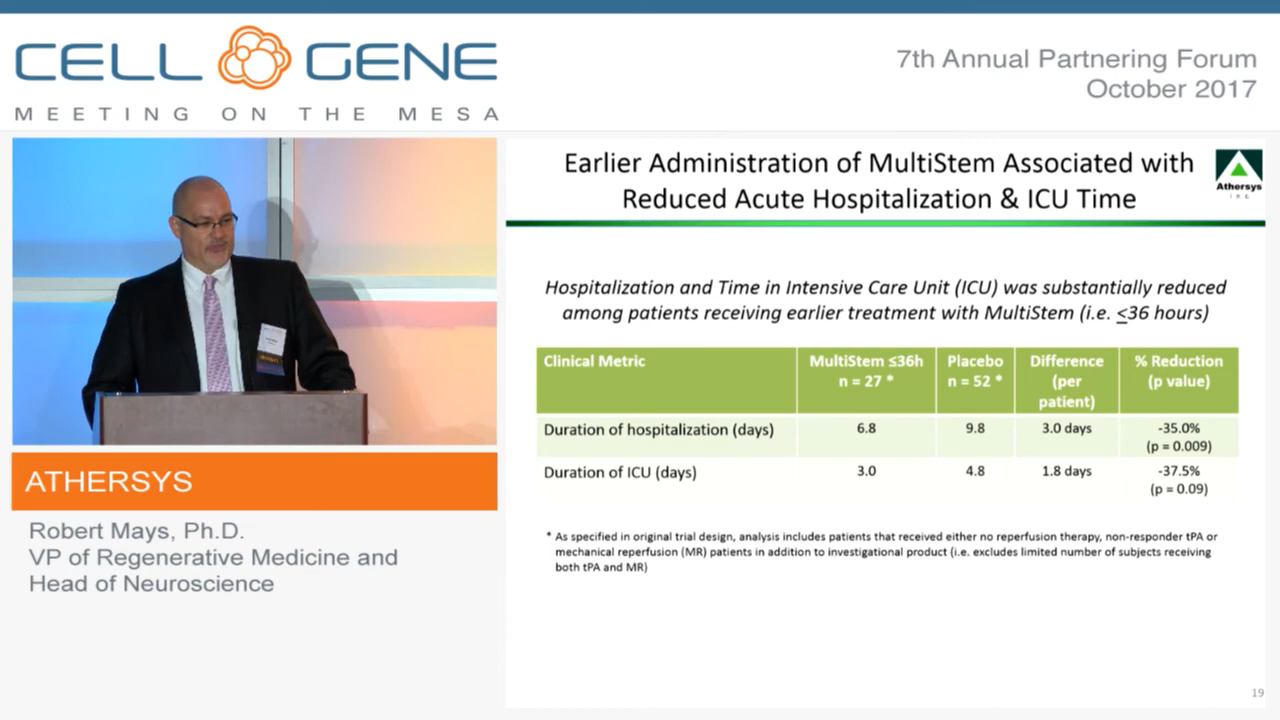 CELL GENE
MEETING ON THE MESA
7th Annual Partnering Forum
October 2017
Earlier Administration of MultiStem Associated with
Reduced Acute Hospitalization & ICU Time
Athersys
inc
Hospitalization and Time in Intensive Care Unit (ICU) was substantially reduced
among patients receiving earlier treatment with MultiStem (i.e. ≤36 hours)
Clinical Metric
MultiStem ≤36h
n = 27 *
Placebo
n = 52 *
Difference
(per
patient)
% Reduction
(p value)
Duration of hospitalization (days)
6.8
9.8
3.0 days
-35.0%
(p = 0.009)
Duration of ICU (days)
3.0
4.8
1.8 days
-37.5%
(p = 0.09)
* As specified in original trial design, analysis includes patients that received either no reperfusion therapy, non-responder tPA or
mechanical reperfusion (MR) patients in addition to investigational product (i.e. excludes limited number of subjects receiving
both tPA and MR)
19
ATHERSYS
Robert Mays, Ph.D.
VP of Regenerative Medicine and
Head of Neuroscience